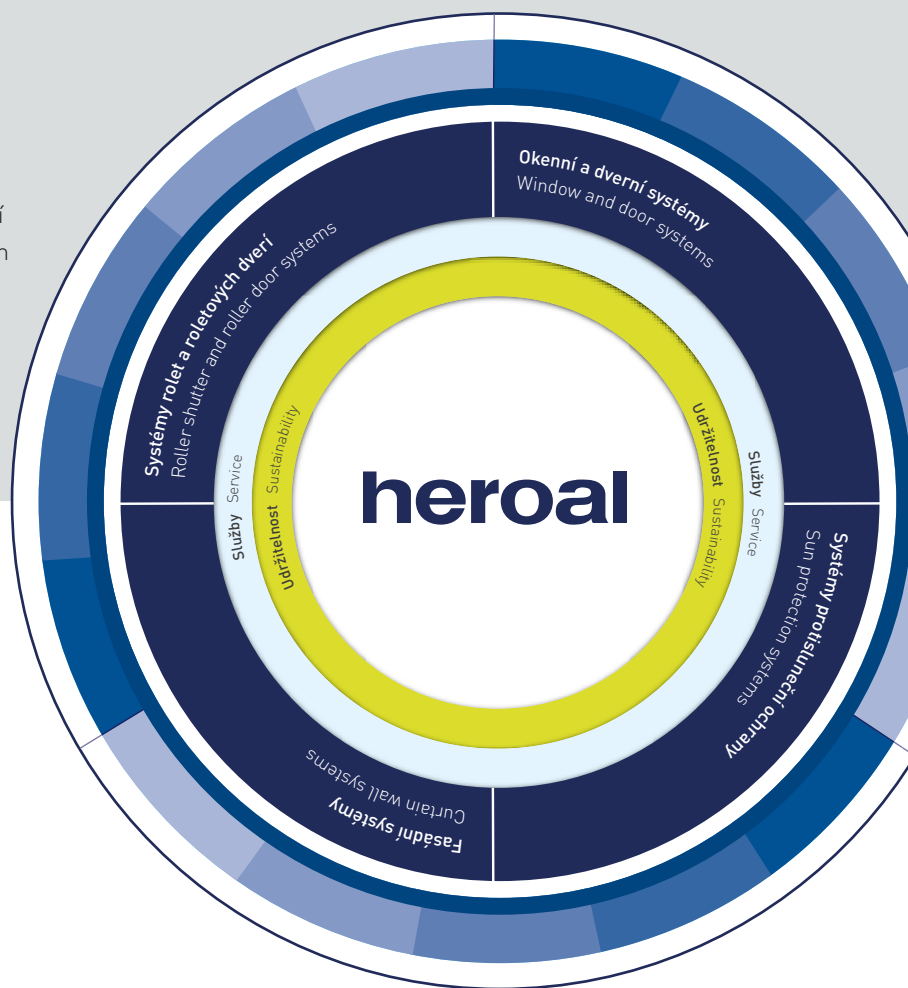 í
n
Okenní a dverní systémy
Window and door systems
Systémy rolet a roletových dverí
Roller shutter and roller door systems
Udržitelnost Sustainability
Služby Service
heroal
Udržitelnost Sustainability
Služby Service
Systémy protisluneční ochrany
Sun protection systems
Curtain wall systems
Fasádní systémy